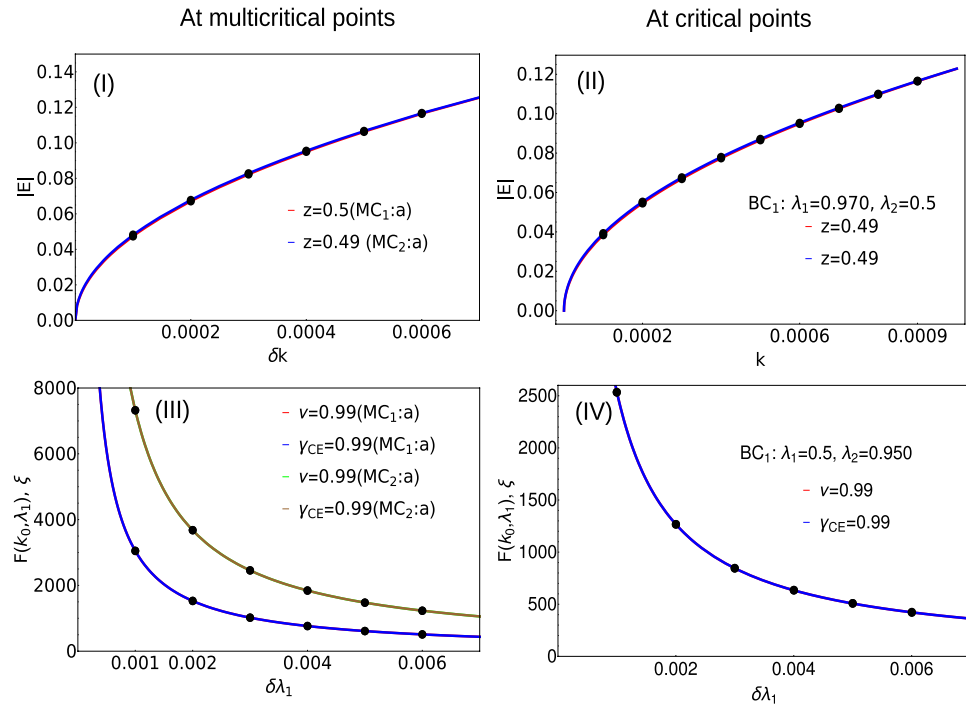 At multicritical points
At critical points
(I)
|E|
0.14
0.12
0.10
0.08
0.06
0.04
0.02
0.00
z=0.5(MC₁:a)
z=0.49 (MC₂:a)
0.0002
0.0004
0.0006
δk
(II)
|E|
0.12
0.10
0.08
0.06
0.04
0.02
0.00
BC₁: λ₁=0.970, λ₂=0.5
z=0.49
z=0.49
0.0002
0.0006
0.0009
k
(III)
F(k₀,λ₁), ξ
8000
6000
4000
2000
0
ν=0.99(MC₁:a)
γCE=0.99(MC₁:a)
ν=0.99(MC₂:a)
γCE=0.99(MC₂:a)
0.001
0.002
0.004
0.006
δλ₁
(IV)
F(k₀,λ₁), ξ
2500
2000
1500
1000
500
0
BC₁: λ₁=0.5, λ₂=0.950
ν=0.99
γCE=0.99
0.002
0.004
0.006
δλ₁